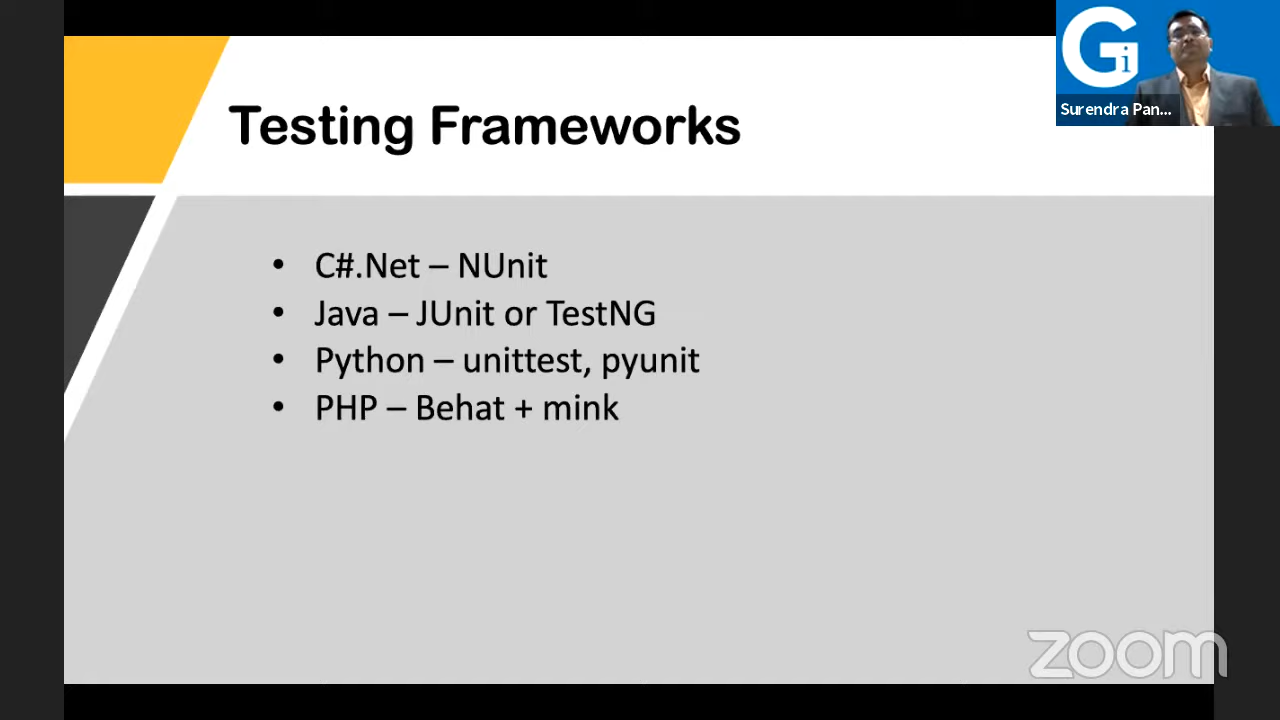 Gi
Surendra Pan...
Testing Frameworks
• C#.Net – NUnit
• Java – JUnit or TestNG
• Python – unittest, pyunit
• PHP – Behat + mink
zoom